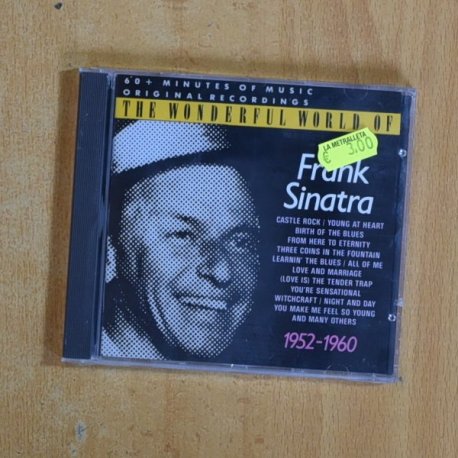 60+ MINUTES OF MUSIC
ORIGINAL RECORDINGS
THE WONDERFUL WORLD OF
LA METRALLETA
€ 3,00
Frank
Sinatra
CASTLE ROCK / YOUNG AT HEART
BIRTH OF THE BLUES
FROM HERE TO ETERNITY
THREE COINS IN THE FOUNTAIN
LEARNIN' THE BLUES / ALL OF ME
LOVE AND MARRIAGE
(LOVE IS) THE TENDER TRAP
YOU'RE SENSATIONAL
WITCHCRAFT / NIGHT AND DAY
YOU MAKE ME FEEL SO YOUNG
AND MANY OTHERS
1952-1960